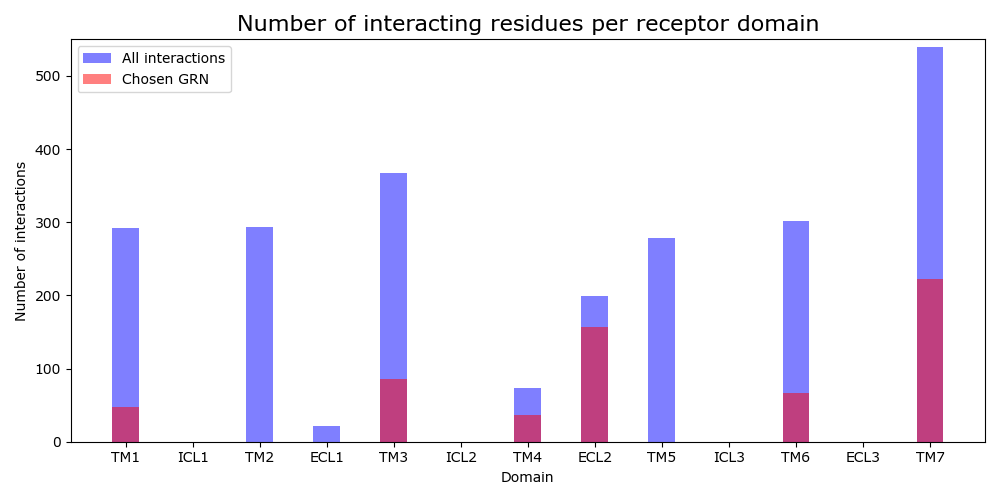 Number of interacting residues per receptor domain
All interactions
Chosen GRN
Number of interactions
500
400
300
200
100
0
TM1 ICL1 TM2 ECL1 TM3 ICL2 TM4 ECL2 TM5 ICL3 TM6 ECL3 TM7
Domain